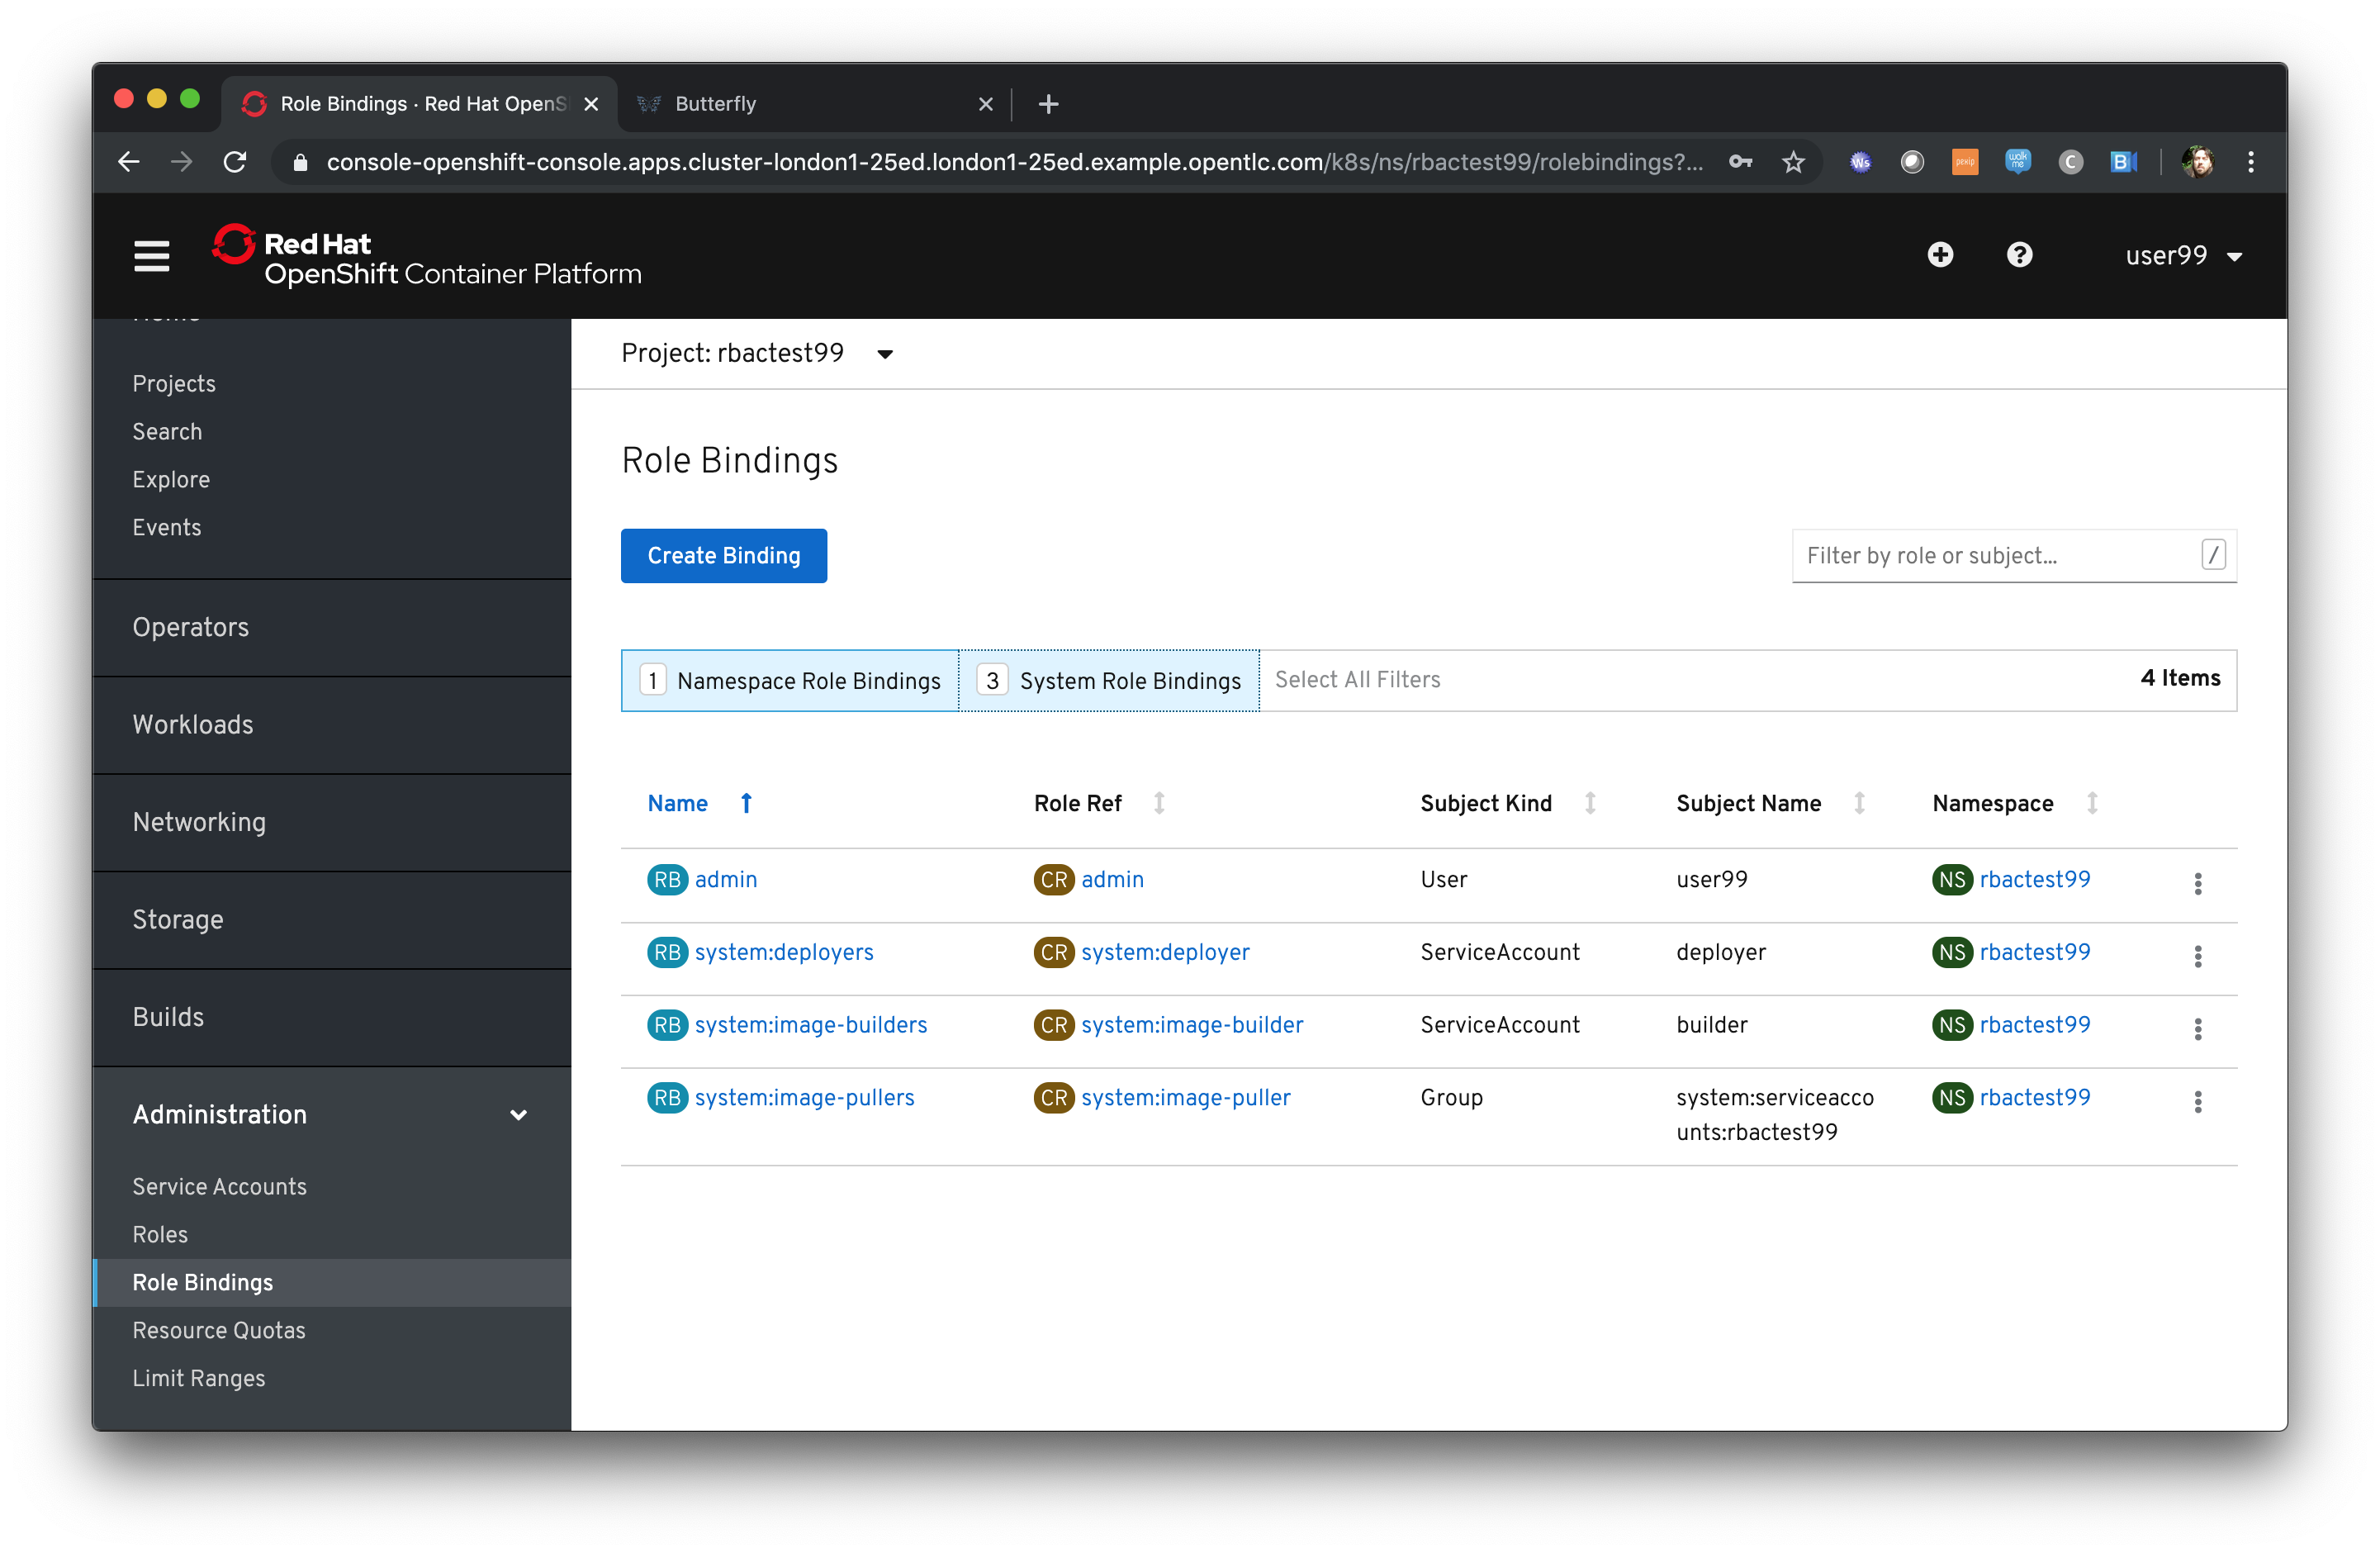 Role Bindings · Red Hat OpenS
Butterfly
console-openshift-console.apps.cluster-london1-25ed.london1-25ed.example.opentlc.com/k8s/ns/rbactest99/rolebindings?...
Ws
pexip
walk me
C
B
Red Hat
OpenShift Container Platform
user99
Projects
Search
Explore
Events
Operators
Workloads
Networking
Storage
Builds
Administration
Service Accounts
Roles
Role Bindings
Resource Quotas
Limit Ranges
Project: rbactest99
Role Bindings
Create Binding
Filter by role or subject...
/
1 Namespace Role Bindings
3 System Role Bindings
Select All Filters
4 Items
Name Role Ref Subject Kind Subject Name Namespace
RB admin CR admin User user99 NS rbactest99
RB system:deployers CR system:deployer ServiceAccount deployer NS rbactest99
RB system:image-builders CR system:image-builder ServiceAccount builder NS rbactest99
RB system:image-pullers CR system:image-puller Group system:serviceacco NS rbactest99
unts:rbactest99